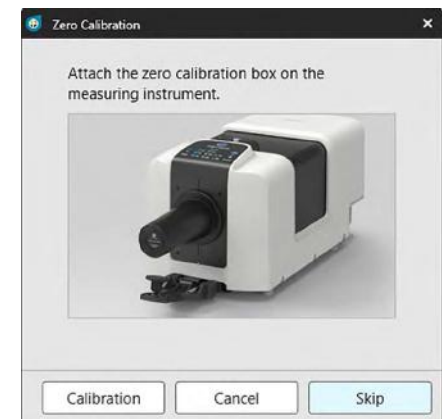 Zero Calibration
Attach the zero calibration box on the
measuring instrument.
Calibration
Cancel
Skip